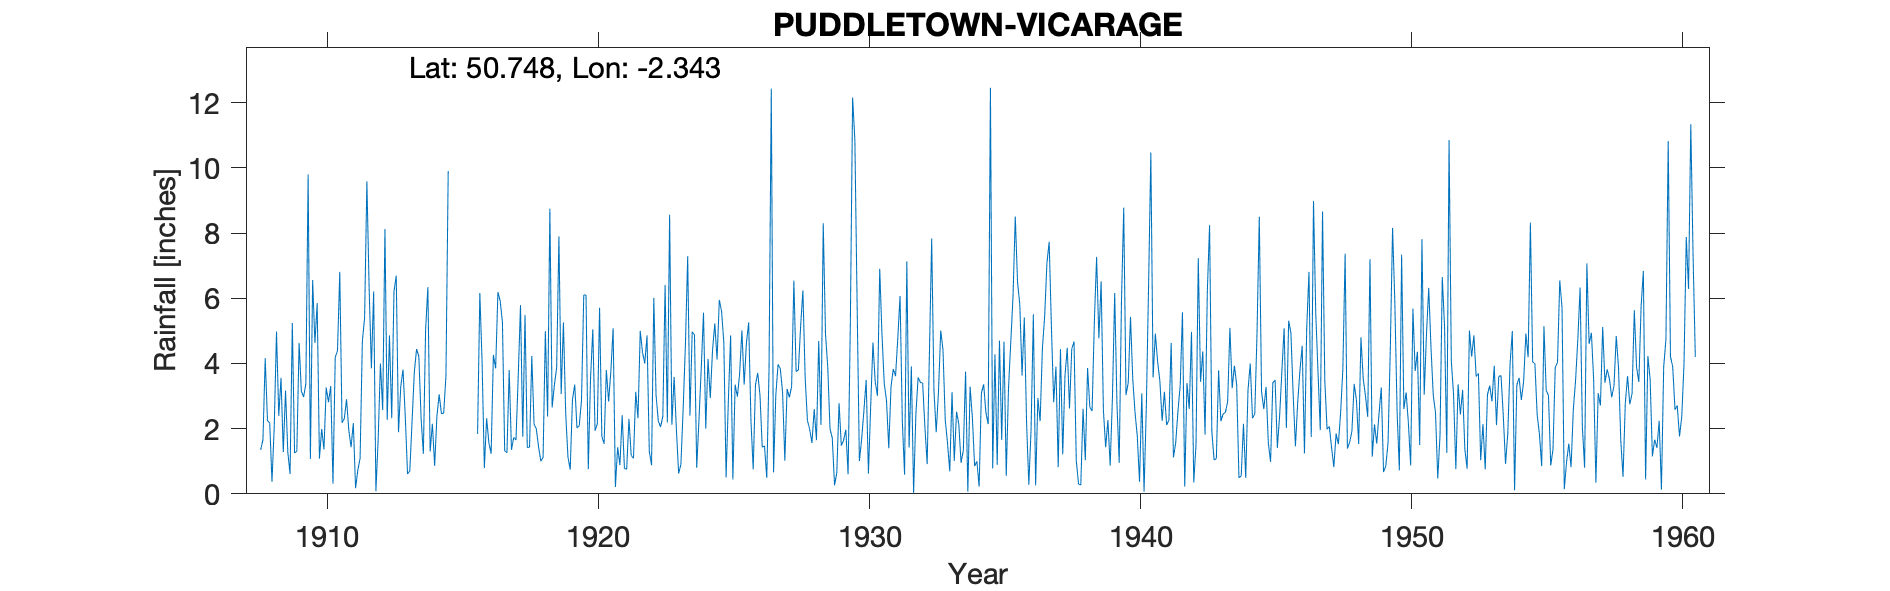 PUDDLETOWN-VICARAGE
Lat: 50.748, Lon: -2.343
Rainfall [inches]
12
10
8
6
4
2
0
1910 1920 1930 1940 1950 1960
Year